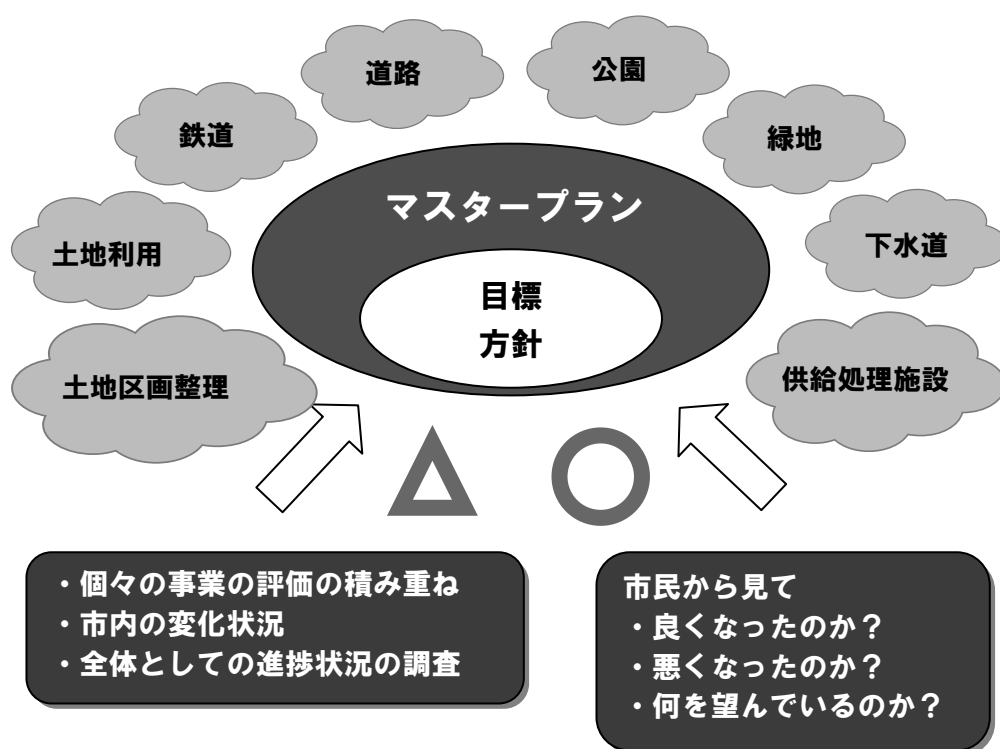 道路
公園
鉄道
緑地
マスタープラン
土地利用
下水道
目標
方針
土地区画整理
供給処理施設
・個々の事業の評価の積み重ね
・市内の変化状況
・全体としての進捗状況の調査
市民から見て
・良くなったのか？
・悪くなったのか？
・何を望んでいるのか？